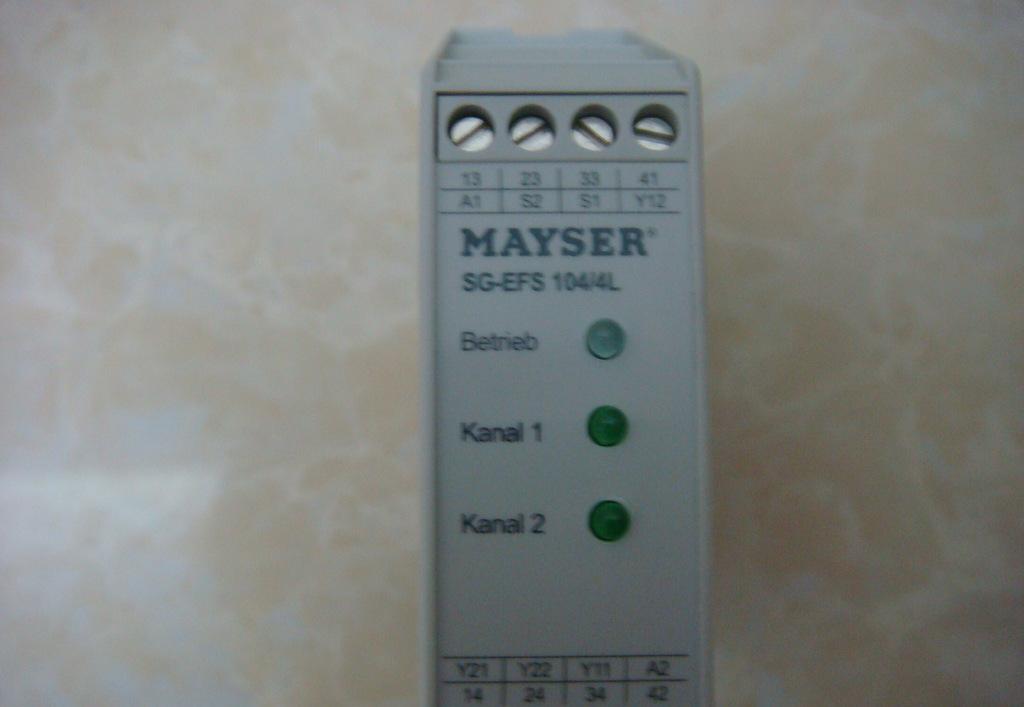 13 23 33 41
A1 S2 S1 Y12
MAYSER®
SG-EFS 104/4L
Betrieb
Kanal 1
Kanal 2
Y21 Y22 Y11 A2
14 24 34 42